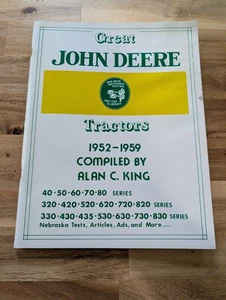 Great
JOHN DEERE
Tractors
1952-1959
COMPILED BY
ALAN C. KING
40·50·60·70·80 SERIES
320·420·520·620·720·820 SERIES
330·430·435·530·630·730·830 SERIES
Nebraska Tests, Articles, Ads, and More....